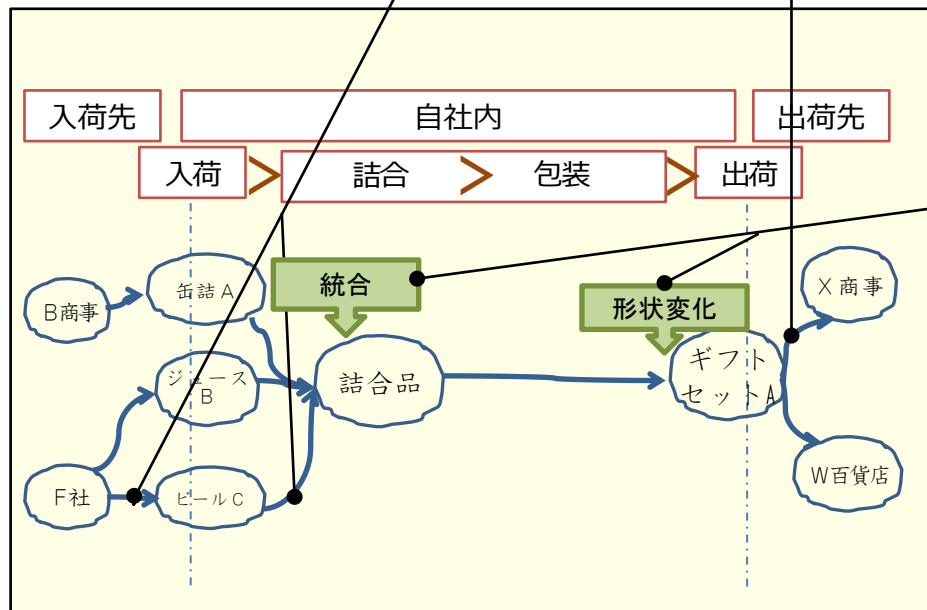 入荷先
自社内
出荷先
入荷
詰合
包装
出荷
統合
形状変化
B商事
缶詰A
X商事
ジュース
B
詰合品
ギフト
セットA
F社
ビールC
W百貨店